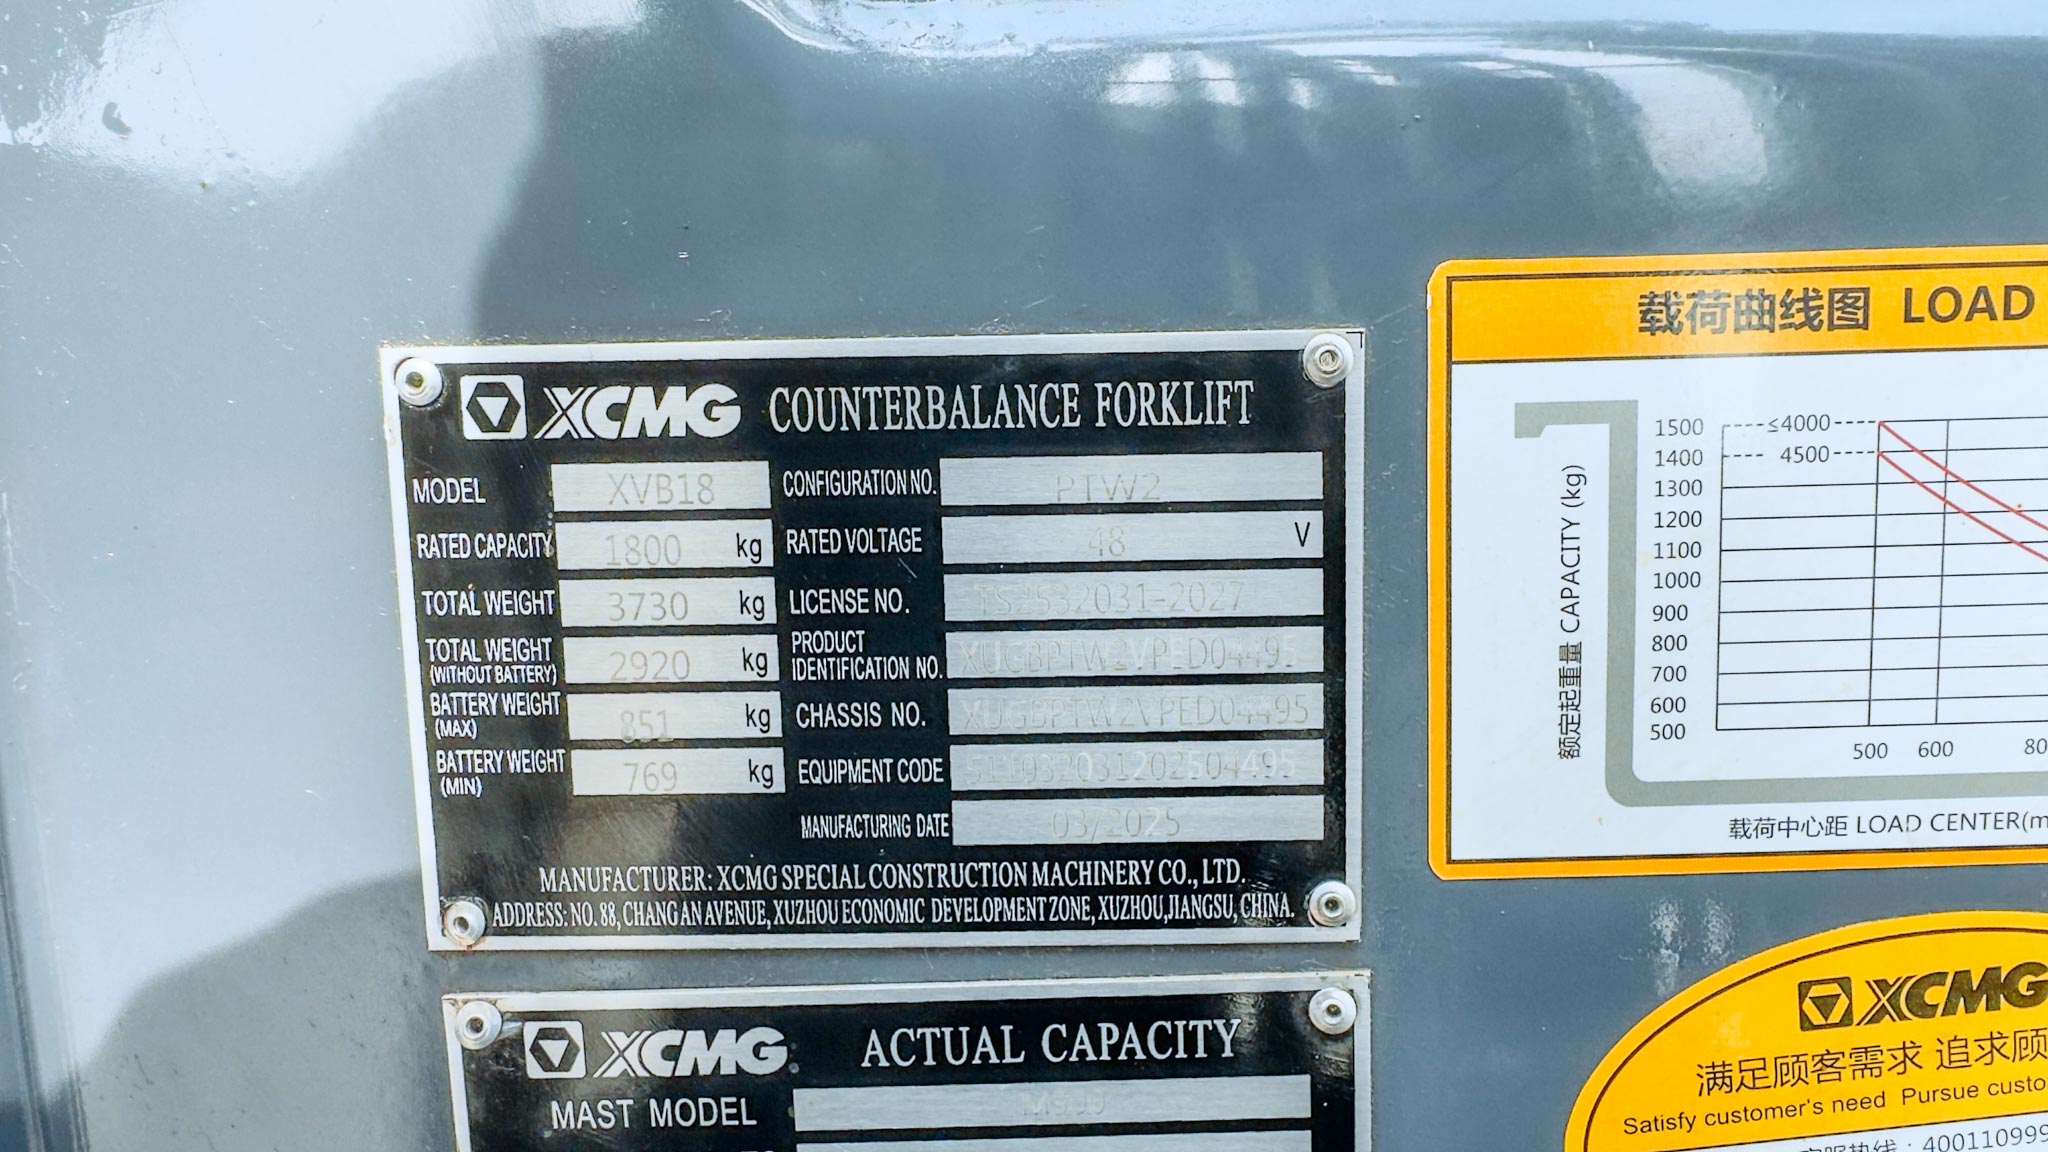 XCMG COUNTERBALANCE FORKLIFT
MODEL XVB18 CONFIGURATION NO. PTW2
RATED CAPACITY 1800 kg RATED VOLTAGE 48 V
TOTAL WEIGHT 3730 kg LICENSE NO. TS2532031-2027
TOTAL WEIGHT (WITHOUT BATTERY) 2920 kg PRODUCT IDENTIFICATION NO. XUGBPTW2VPED04495
BATTERY WEIGHT (MAX) 851 kg CHASSIS NO. XUGBPTW2VPED04495
BATTERY WEIGHT (MIN) 769 kg EQUIPMENT CODE 511032031202504495
MANUFACTURING DATE 03/2025
MANUFACTURER: XCMG SPECIAL CONSTRUCTION MACHINERY CO., LTD.
ADDRESS: NO. 88, CHANG AN AVENUE, XUZHOU ECONOMIC DEVELOPMENT ZONE, XUZHOU, JIANGSU, CHINA.
XCMG ACTUAL CAPACITY
MAST MODEL
载荷曲线图 LOAD
额定起重量 CAPACITY (kg)
1500 ≤4000
1400 4500
1300
1200
1100
1000
900
800
700
600
500
500 600
载荷中心距 LOAD CENTER
XCMG
满足顾客需求 追求顾
Satisfy customer's need Pursue
400110999